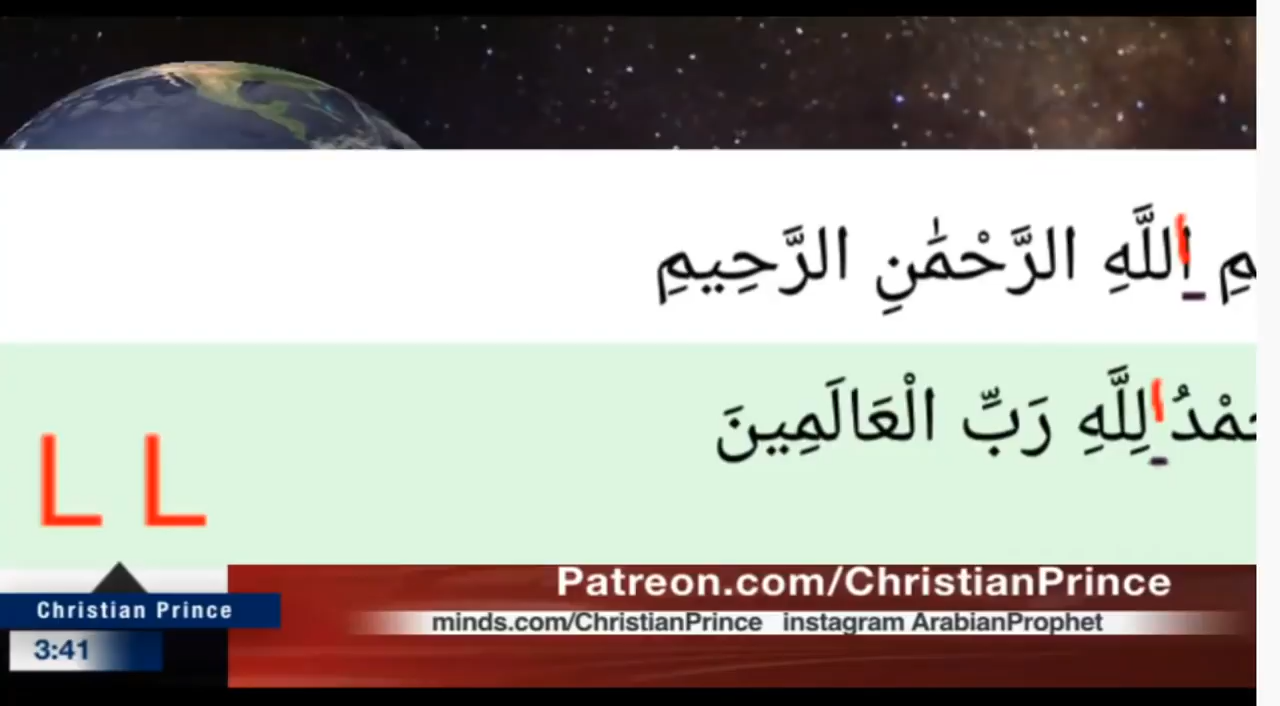 مِ اللَّهِ الرَّحْمَٰنِ الرَّحِيمِ
حَمْدُ لِلَّهِ رَبِّ الْعَالَمِينَ
L L
Patreon.com/ChristianPrince
Christian Prince
minds.com/ChristianPrince instagram ArabianProphet
3:41